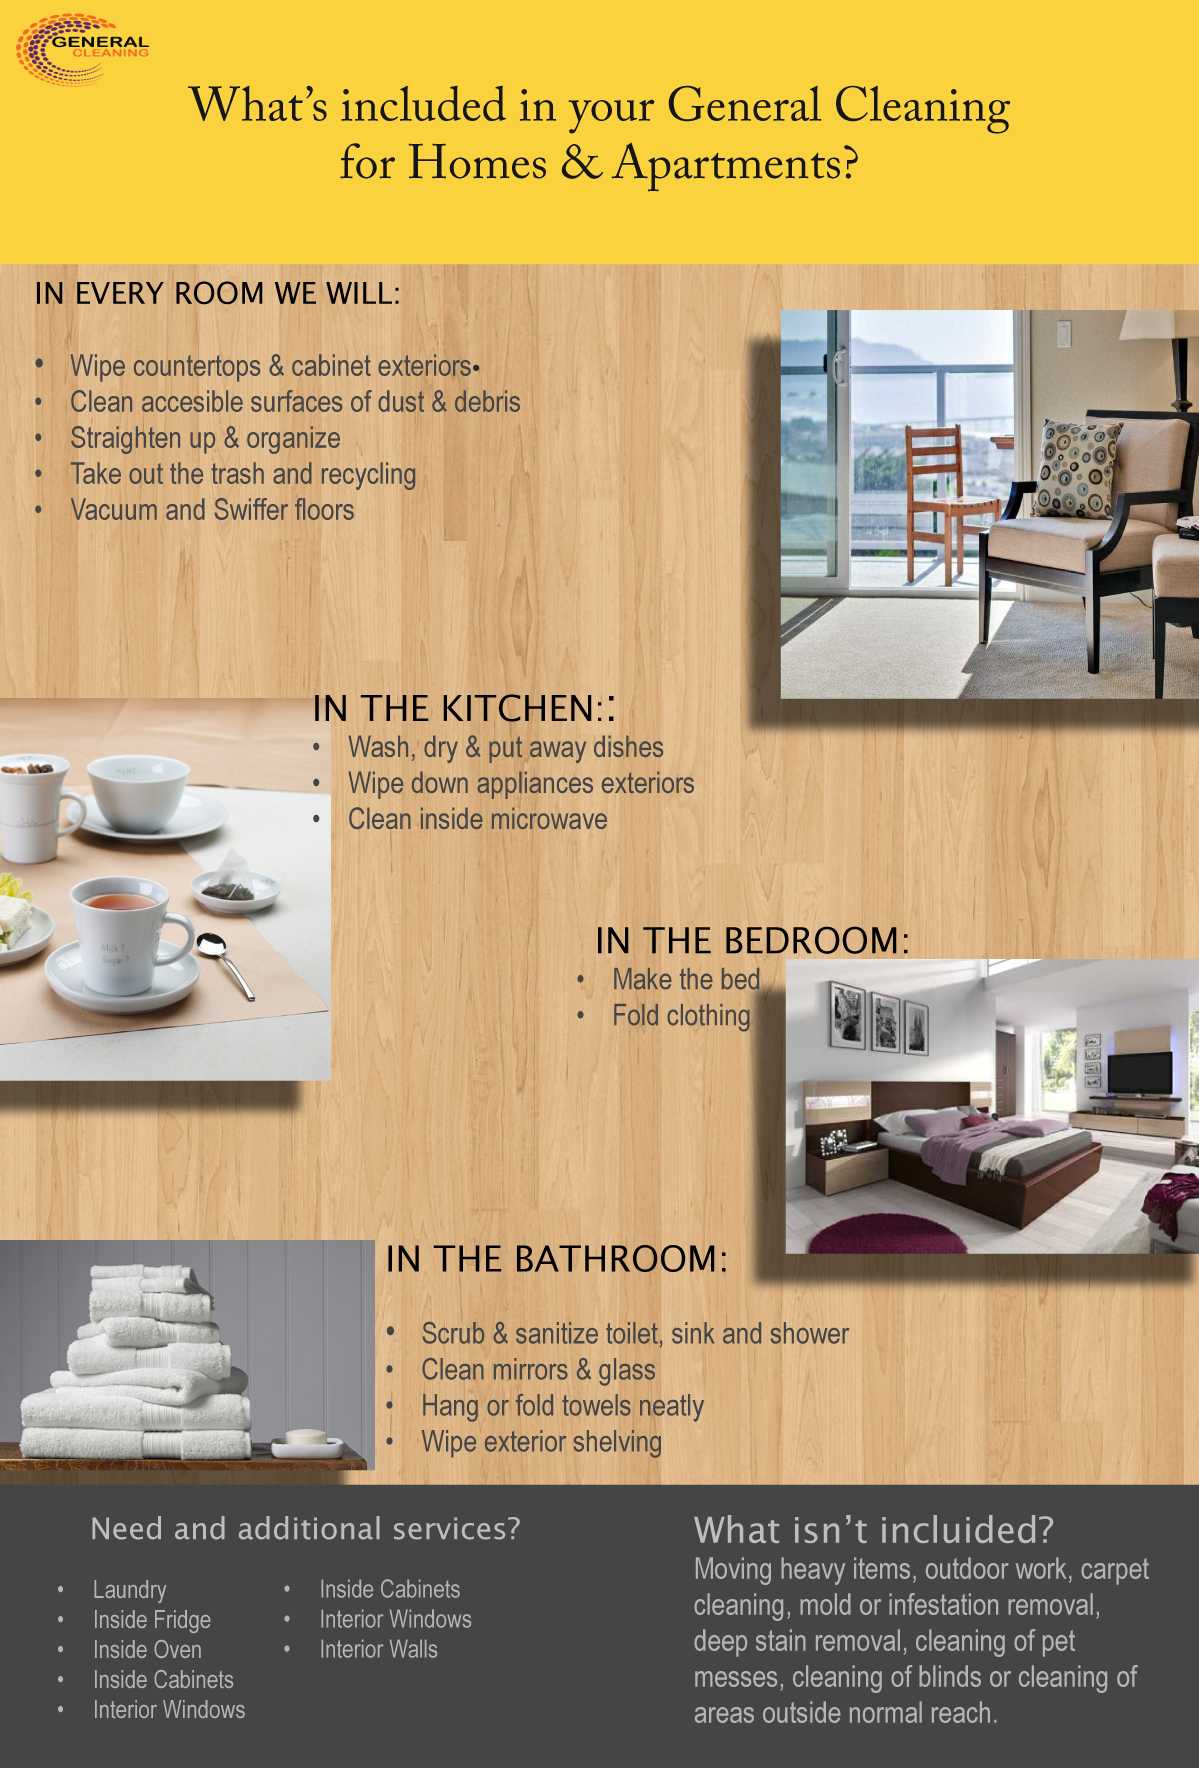 GENERAL
CLEANING
What's included in your General Cleaning
for Homes & Apartments?
IN EVERY ROOM WE WILL:
• Wipe countertops & cabinet exteriors•
• Clean accesible surfaces of dust & debris
• Straighten up & organize
• Take out the trash and recycling
• Vacuum and Swiffer floors
IN THE KITCHEN::
• Wash, dry & put away dishes
• Wipe down appliances exteriors
• Clean inside microwave
IN THE BEDROOM:
• Make the bed
• Fold clothing
IN THE BATHROOM:
• Scrub & sanitize toilet, sink and shower
• Clean mirrors & glass
• Hang or fold towels neatly
• Wipe exterior shelving
Need and additional services?
• Laundry
• Inside Fridge
• Inside Oven
• Inside Cabinets
• Interior Windows
• Inside Cabinets
• Interior Windows
• Interior Walls
What isn't incluided?
Moving heavy items, outdoor work, carpet
cleaning, mold or infestation removal,
deep stain removal, cleaning of pet
messes, cleaning of blinds or cleaning of
areas outside normal reach.